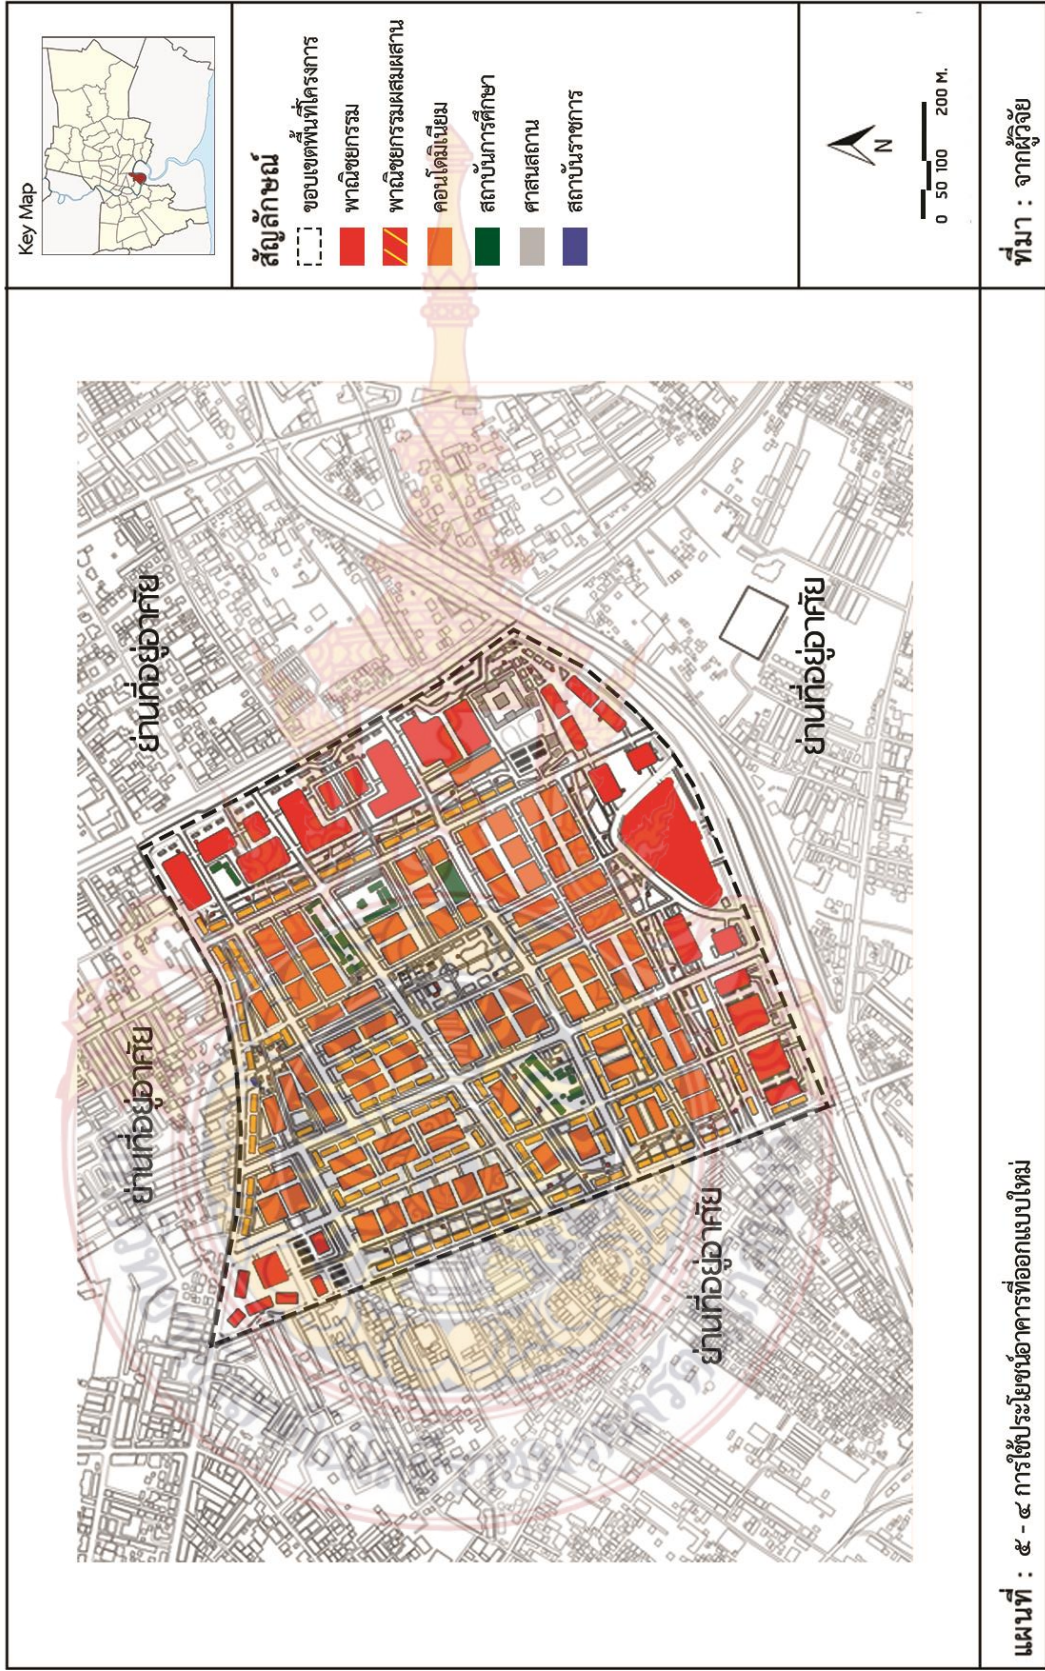 Key Map
สัญลักษณ์
ขอบเขตพื้นที่โครงการ
พาณิชยกรรม
พาณิชยกรรมผสมผสาน
คอนโดมิเนียม
สถาบันการศึกษา
ศาสนสถาน
สถาบันราชการ
N
0 50 100 200 M.
ที่มา : จากผู้วิจัย
ย่านที่อยู่อาศัย
ย่านที่อยู่อาศัย
ย่านที่อยู่อาศัย
ย่านที่อยู่อาศัย
แผนที่ : ๕ - ๔ การใช้ประโยชน์อาคารที่ออกแบบใหม่